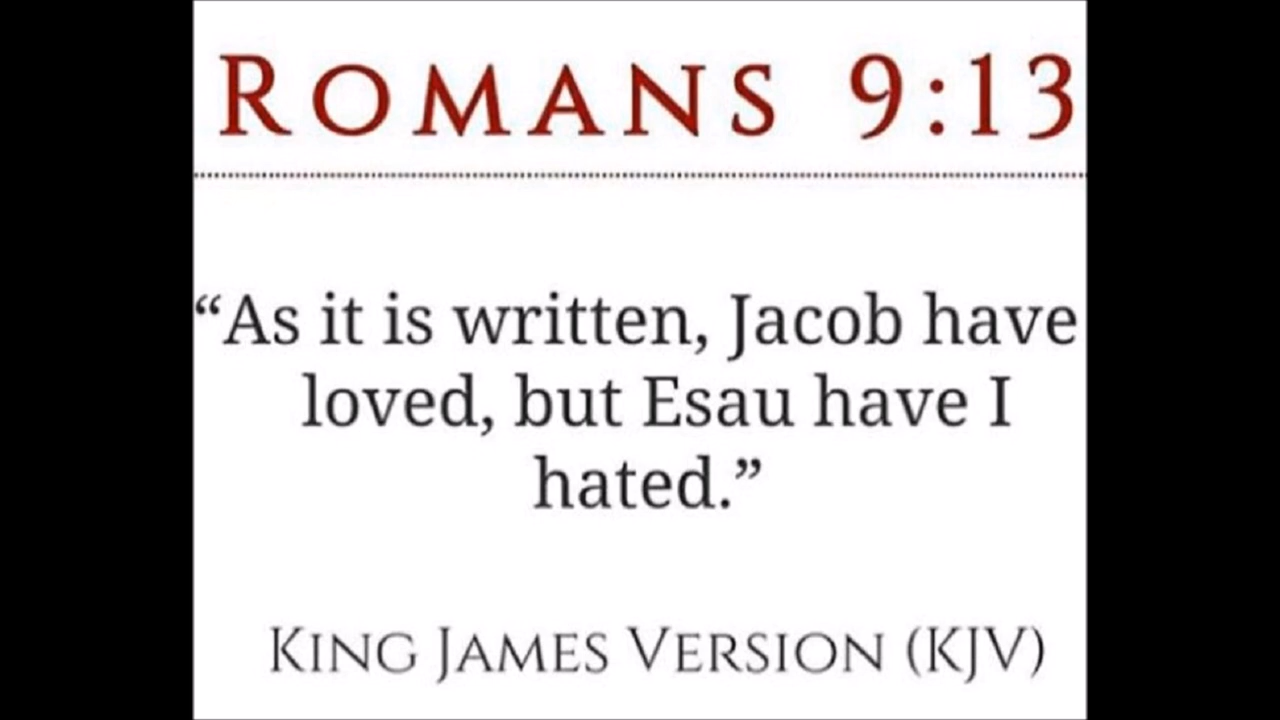 ROMANS 9:13
“As it is written, Jacob have
loved, but Esau have I
hated.”
KING JAMES VERSION (KJV)